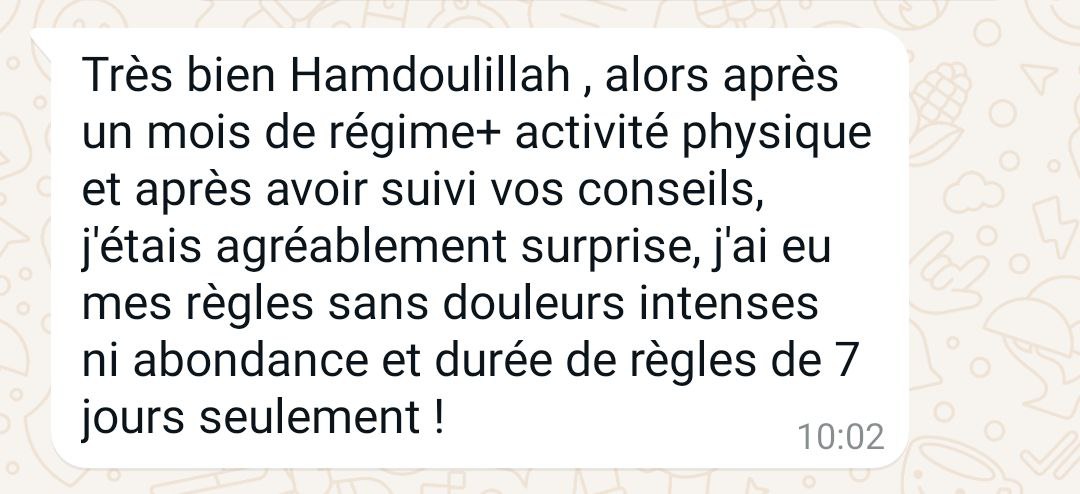 Très bien Hamdoulillah , alors après
un mois de régime+ activité physique
et après avoir suivi vos conseils,
j'étais agréablement surprise, j'ai eu
mes règles sans douleurs intenses
ni abondance et durée de règles de 7
jours seulement !
10:02